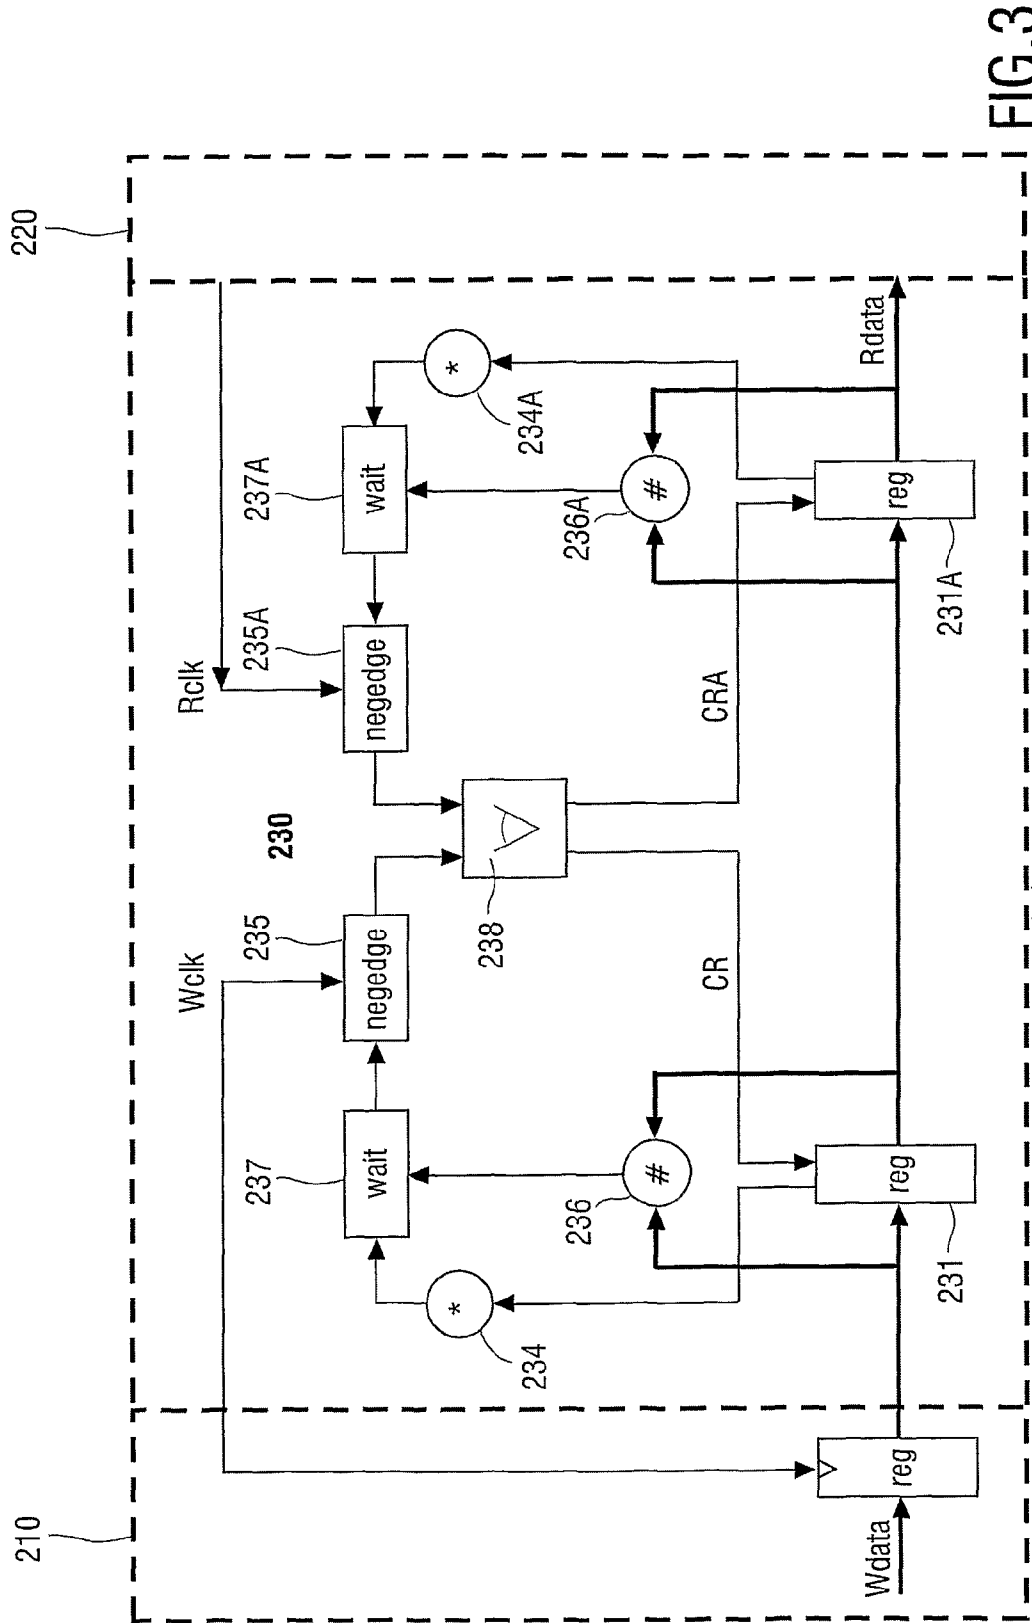 210
220
Wclk
Rclk
237
235
230
235A
237A
wait
negedge
negedge
wait
*
234
238
*
234A
#
236
#
236A
CR
CRA
Wdata
reg
reg
231
reg
231A
Rdata
FIG.3